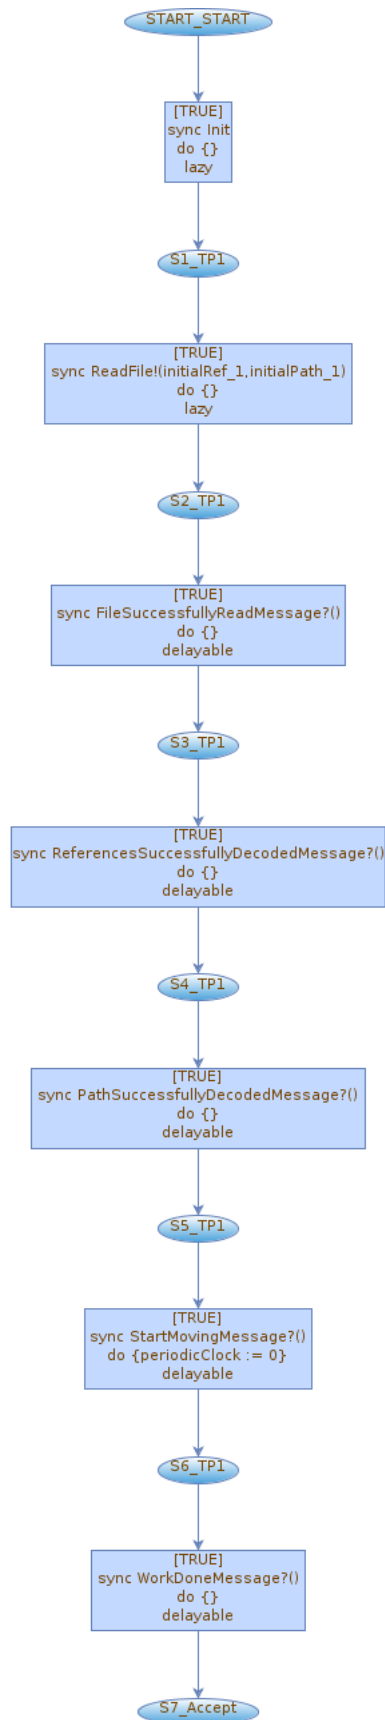 START_START
[TRUE]
sync Init
do {}
lazy
S1_TP1
[TRUE]
sync ReadFile!(initialRef_1,initialPath_1)
do {}
lazy
S2_TP1
[TRUE]
sync FileSuccessfullyReadMessage?()
do {}
delayable
S3_TP1
[TRUE]
sync ReferencesSuccessfullyDecodedMessage?()
do {}
delayable
S4_TP1
[TRUE]
sync PathSuccessfullyDecodedMessage?()
do {}
delayable
S5_TP1
[TRUE]
sync StartMovingMessage?()
do {periodicClock := 0}
delayable
S6_TP1
[TRUE]
sync WorkDoneMessage?()
do {}
delayable
S7_Accept